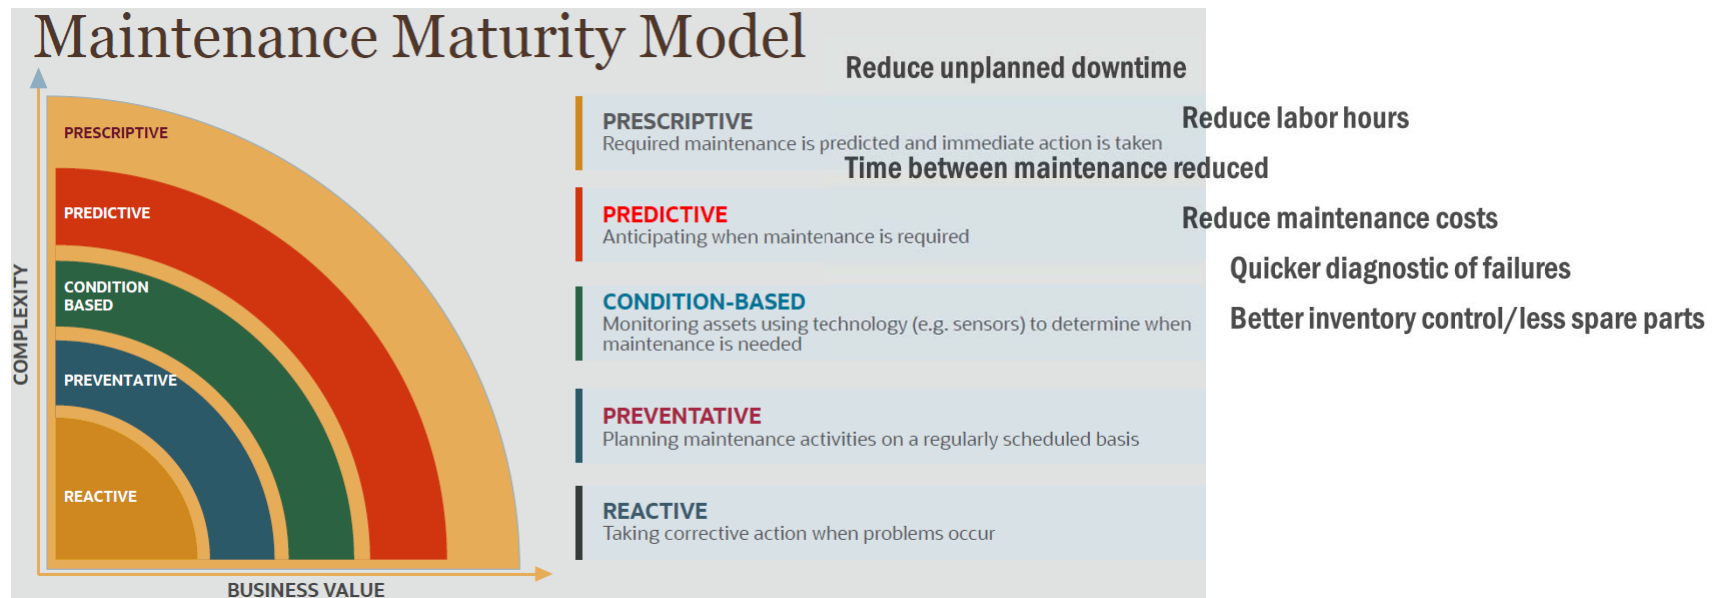 Maintenance Maturity Model
COMPLEXITY
PRESCRIPTIVE
PREDICTIVE
CONDITION
BASED
PREVENTATIVE
REACTIVE
BUSINESS VALUE
PRESCRIPTIVE
Required maintenance is predicted and immediate action is taken
PREDICTIVE
Anticipating when maintenance is required
CONDITION-BASED
Monitoring assets using technology (e.g. sensors) to determine when
maintenance is needed
PREVENTATIVE
Planning maintenance activities on a regularly scheduled basis
REACTIVE
Taking corrective action when problems occur
Reduce unplanned downtime
Reduce labor hours
Time between maintenance reduced
Reduce maintenance costs
Quicker diagnostic of failures
Better inventory control/less spare parts